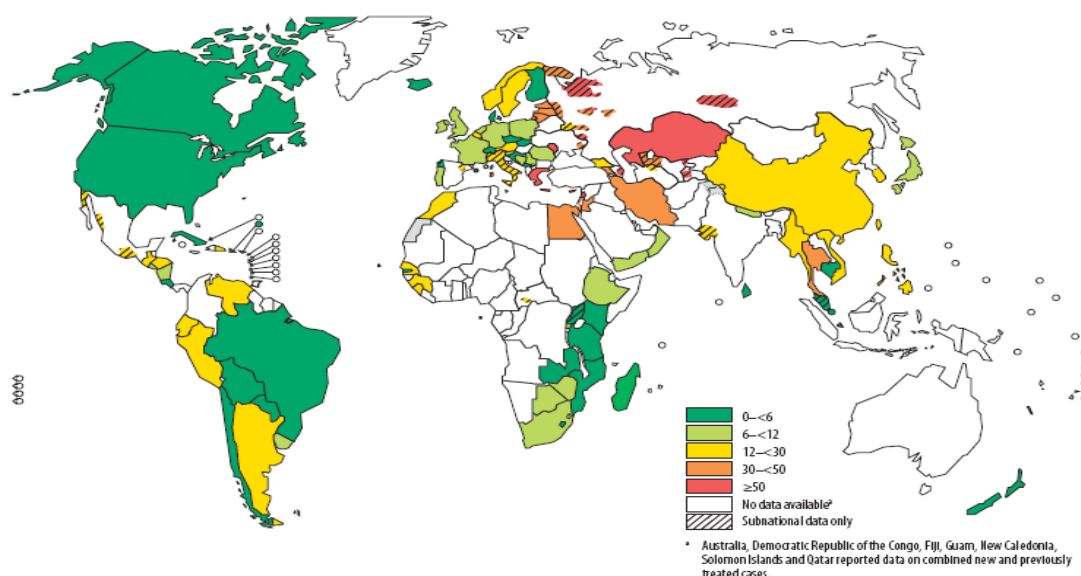 0–<6
6–<12
12–<30
30–<50
≥50
No data availableª
Subnational data only
ª Australia, Democratic Republic of the Congo, Fiji, Guam, New Caledonia,
Solomon Islands and Qatar reported data on combined new and previously
treated cases.